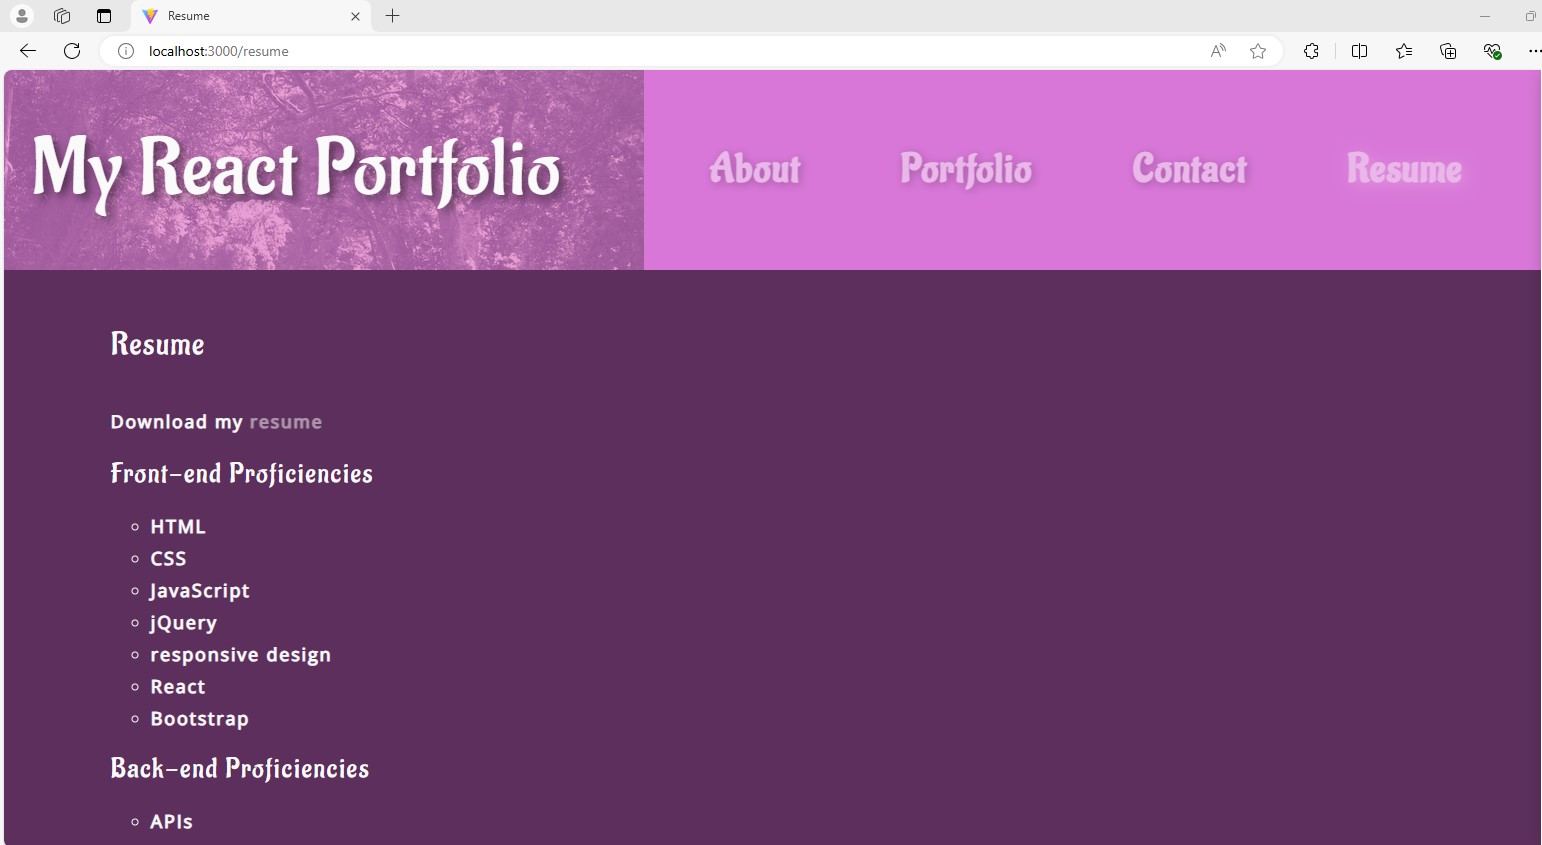 Resume
localhost:3000/resume
My React Portfolio
About Portfolio Contact Resume
Resume
Download my resume
Front-end Proficiencies
HTML
CSS
JavaScript
jQuery
responsive design
React
Bootstrap
Back-end Proficiencies
APIs